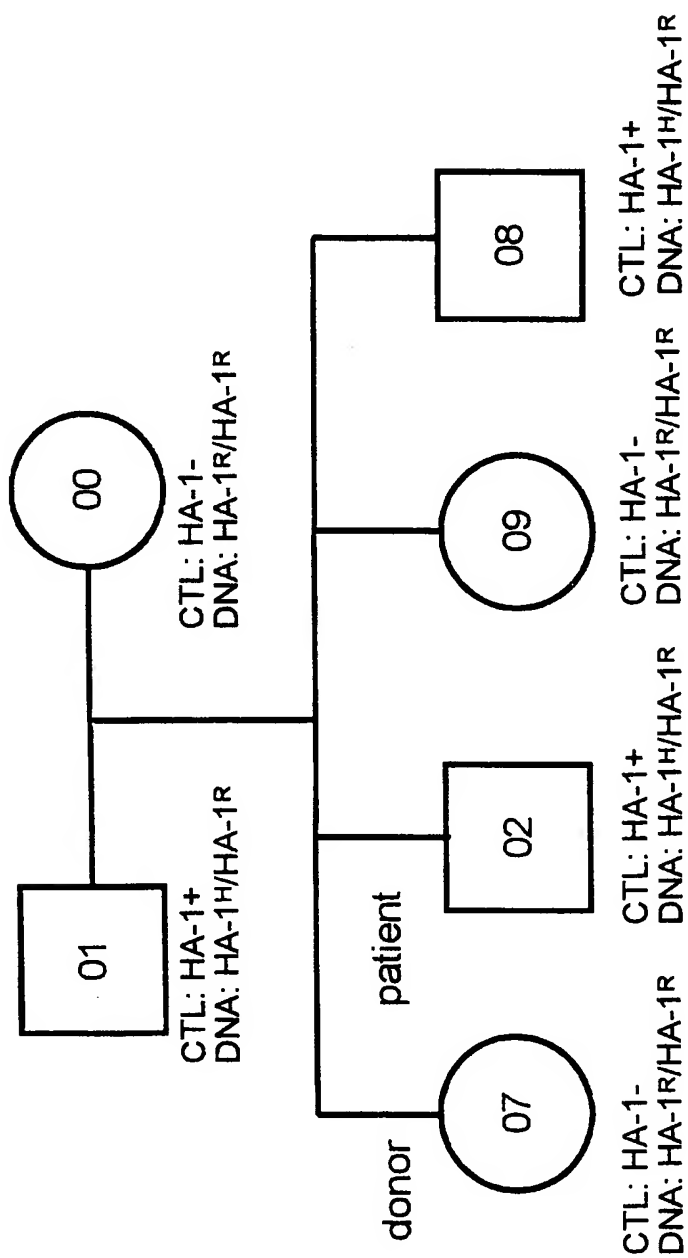 01
CTL: HA-1+
DNA: HA-1H/HA-1R
00
CTL: HA-1-
DNA: HA-1R/HA-1R
donor
07
CTL: HA-1-
DNA: HA-1R/HA-1R
patient
02
CTL: HA-1+
DNA: HA-1H/HA-1R
09
CTL: HA-1-
DNA: HA-1R/HA-1R
08
CTL: HA-1+
DNA: HA-1H/HA-1R